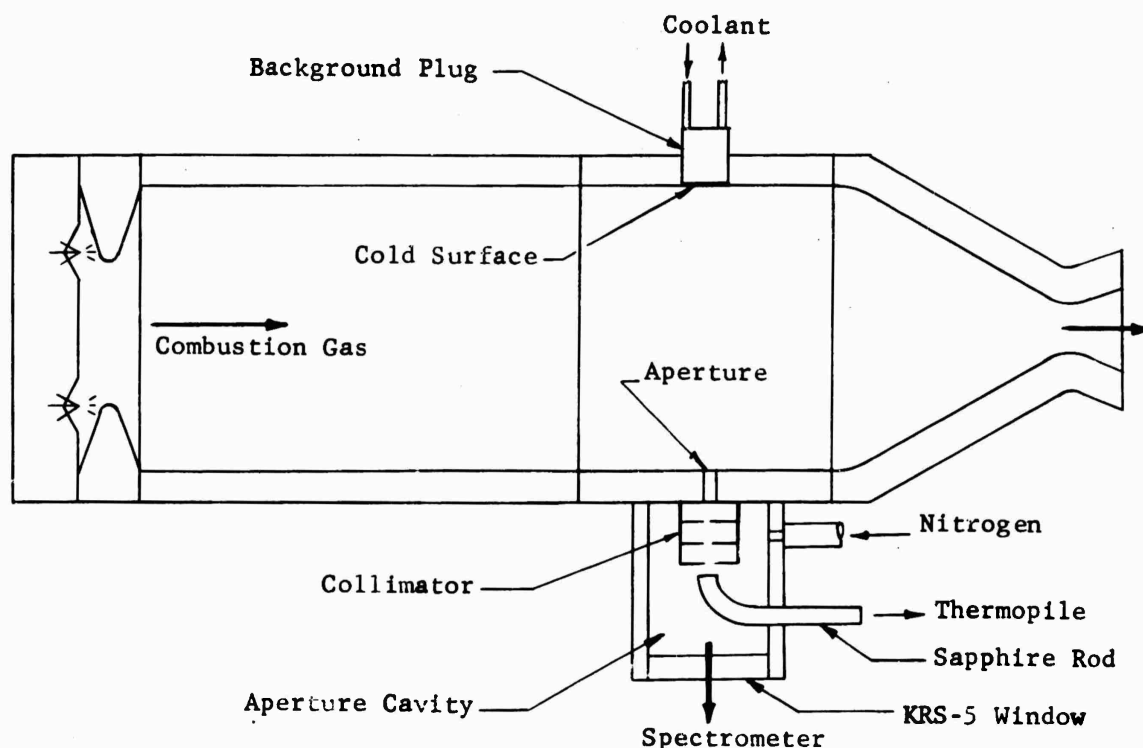 Coolant
Background Plug
Cold Surface
Combustion Gas
Aperture
Nitrogen
Collimator
Thermopile
Sapphire Rod
Aperture Cavity
KRS-5 Window
Spectrometer